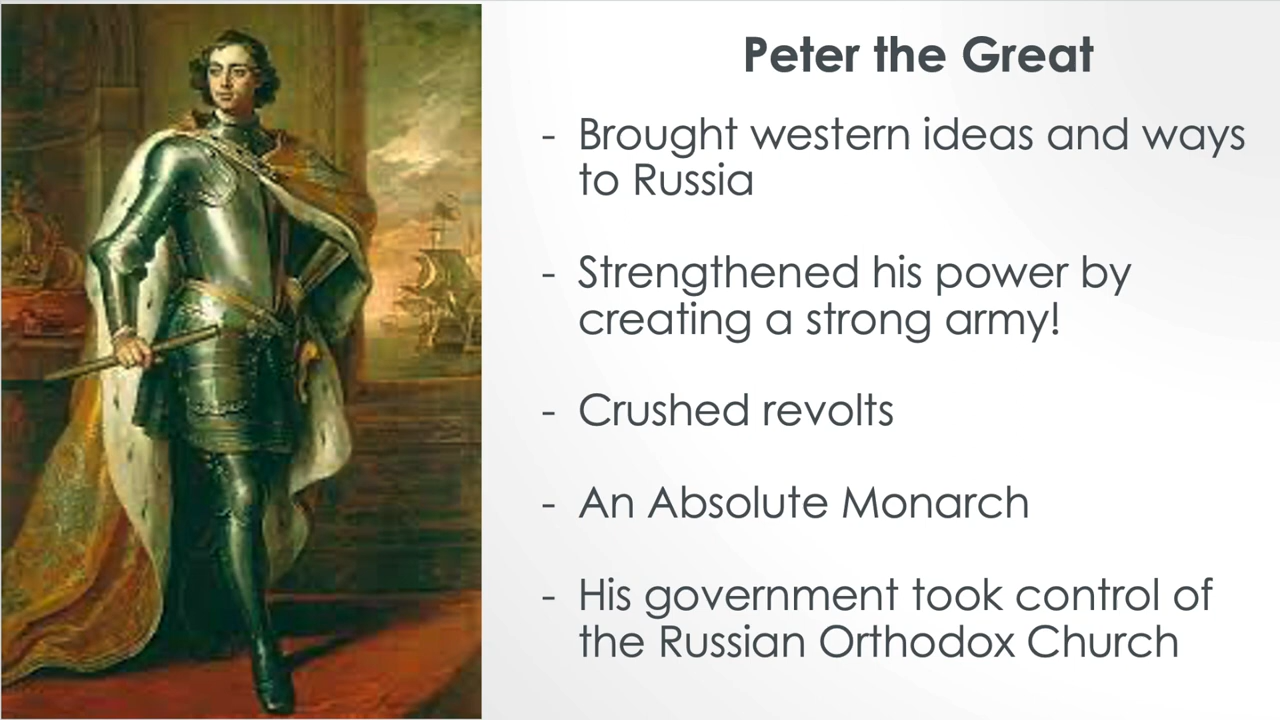 Peter the Great
- Brought western ideas and ways
to Russia
- Strengthened his power by
creating a strong army!
- Crushed revolts
- An Absolute Monarch
- His government took control of
the Russian Orthodox Church